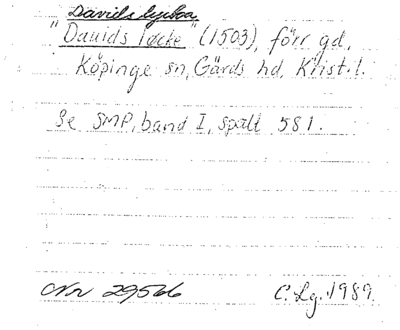 Davids lycka
"Dauids løcke" (1503), förr gd,
Köpinge sn, Gärds hd, Krist.l.
Se SMP, band I, spalt 581.
Nr 29566 C. Lg. 1989.